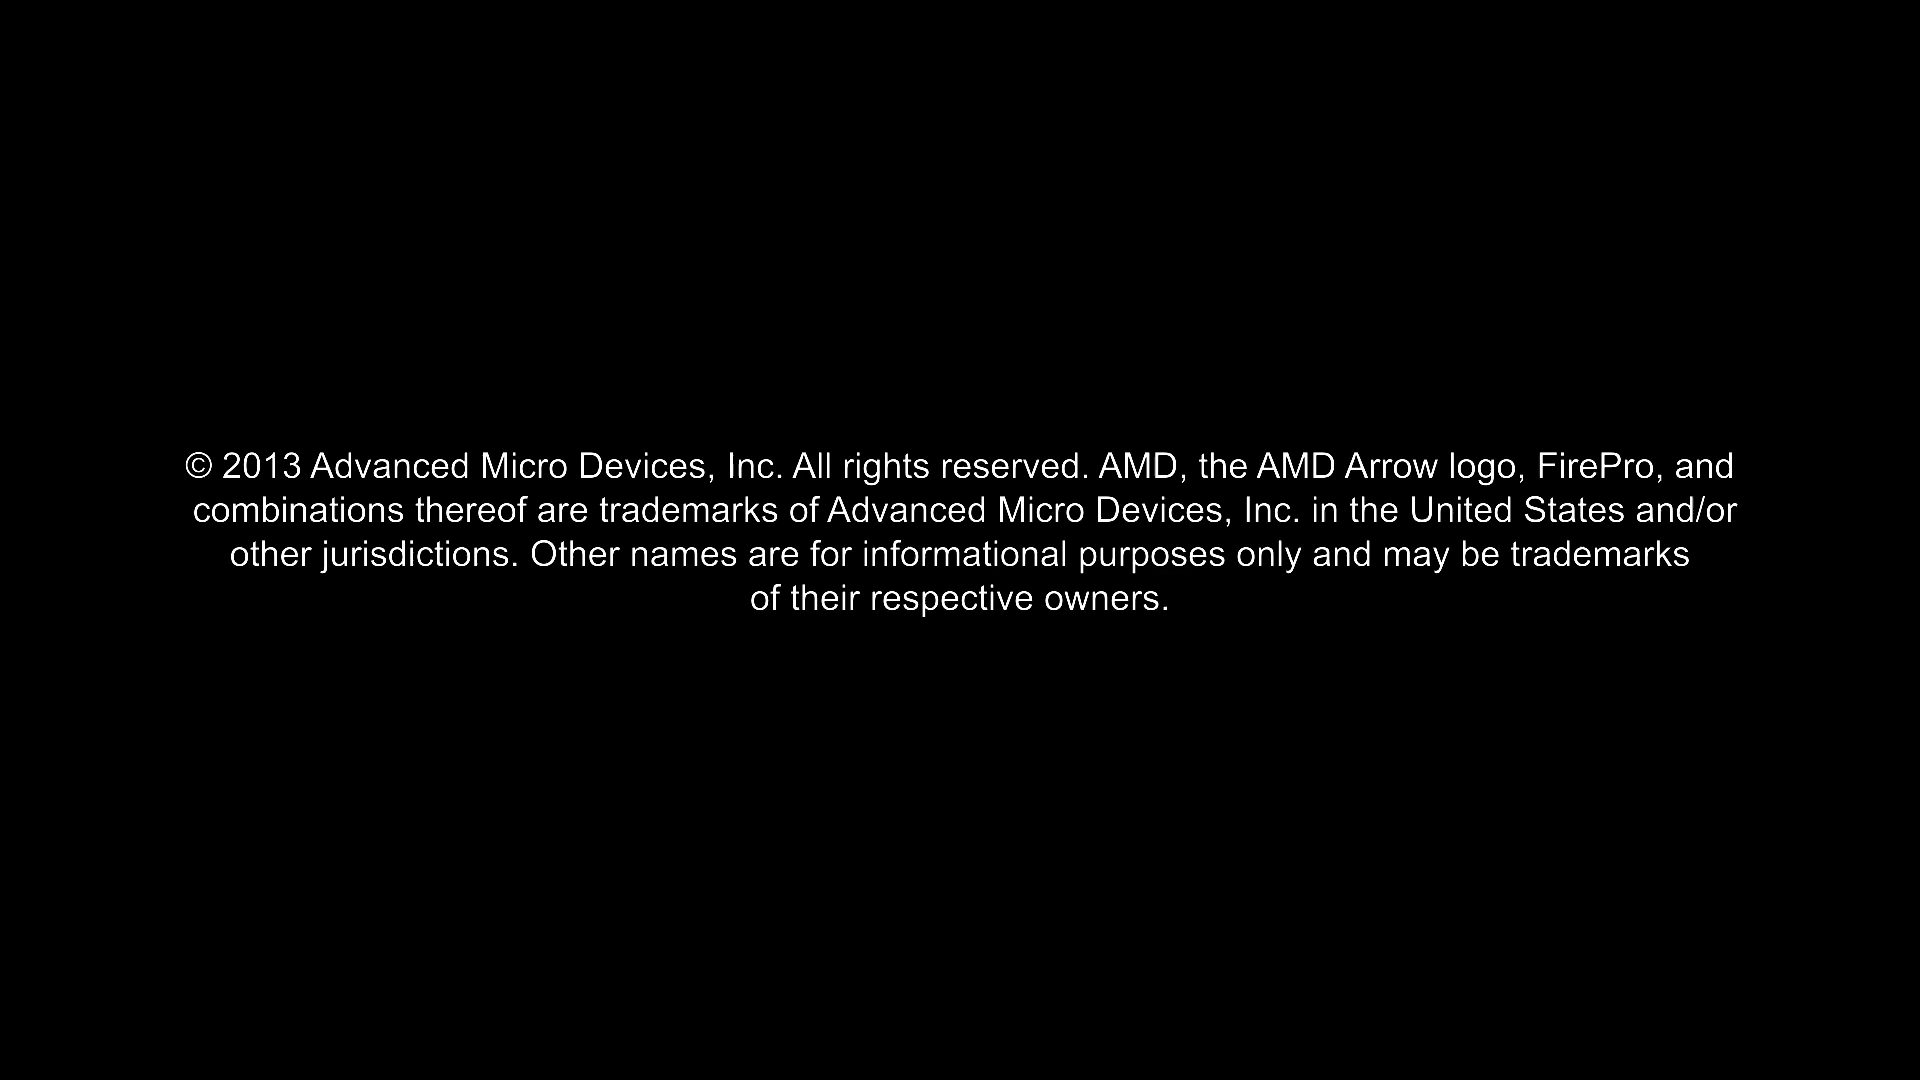 © 2013 Advanced Micro Devices, Inc. All rights reserved. AMD, the AMD Arrow logo, FirePro, and
combinations thereof are trademarks of Advanced Micro Devices, Inc. in the United States and/or
other jurisdictions. Other names are for informational purposes only and may be trademarks
of their respective owners.